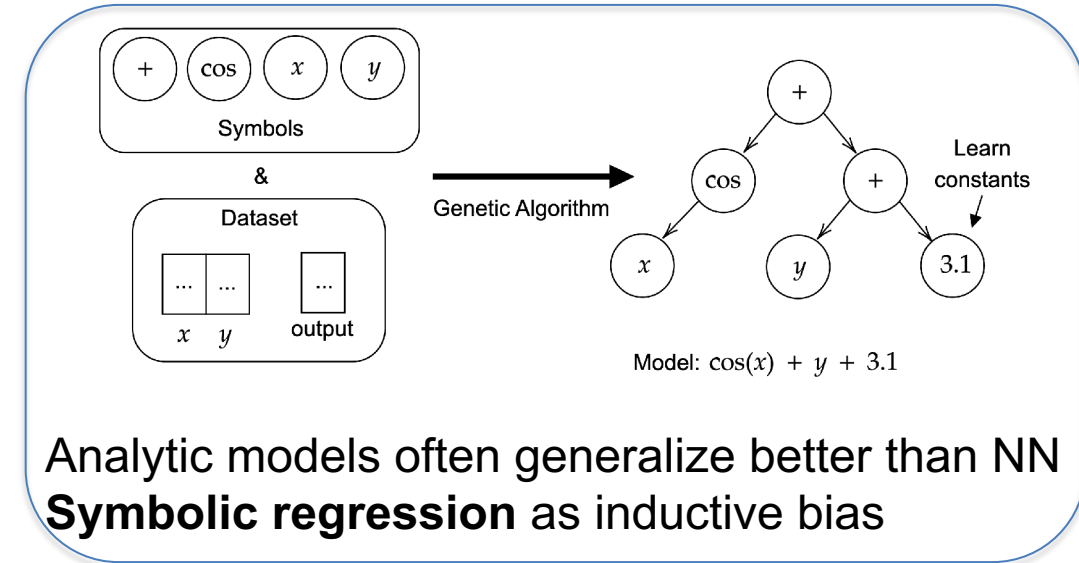 + cos x y
Symbols
&
Dataset
... ... ...
x y output
Genetic Algorithm
+
cos +
Learn
constants
x y 3.1
Model: cos(x) + y + 3.1
Analytic models often generalize better than NN
Symbolic regression as inductive bias